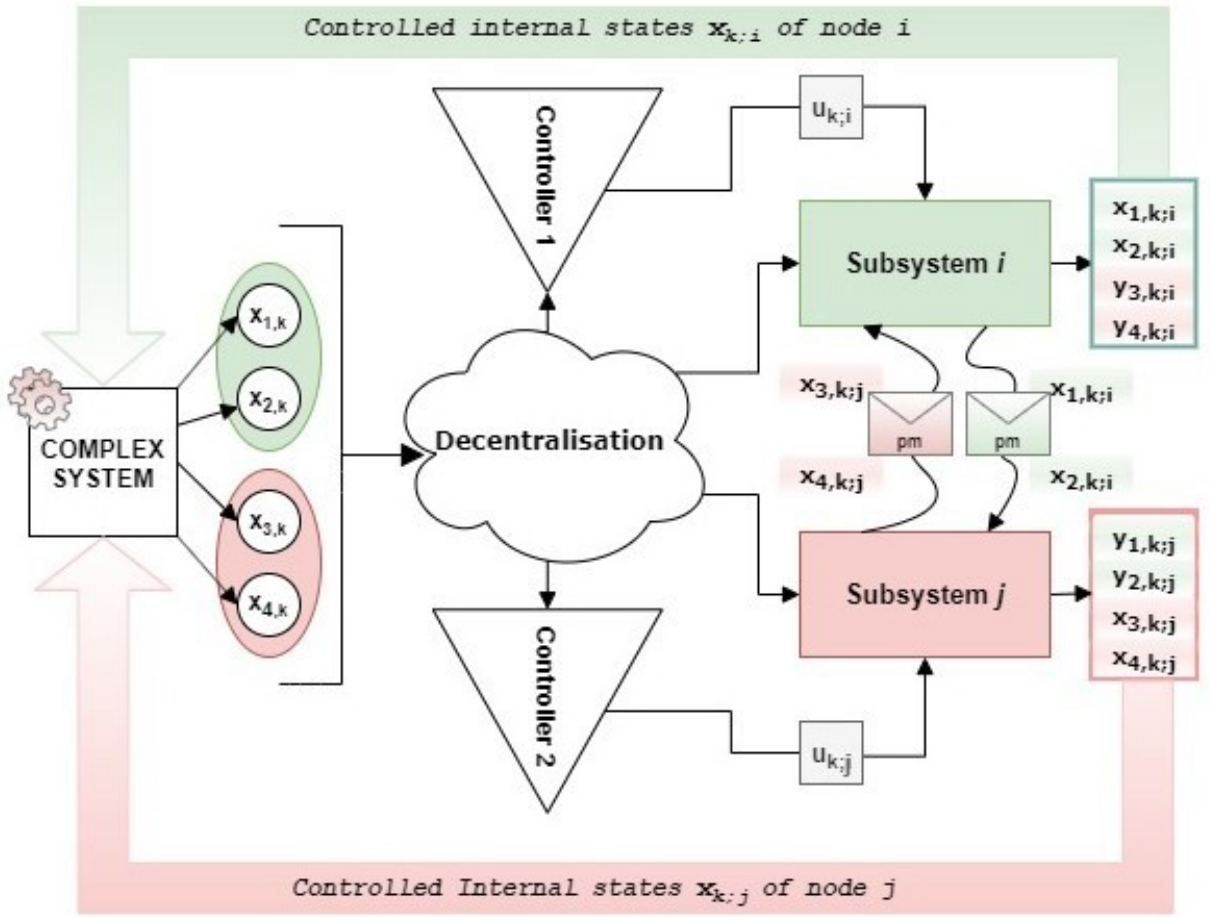 Controlled internal states x_{k;i} of node i
Controller 1
u_{k;i}
x_{1,k;i}
x_{2,k;i}
y_{3,k;i}
y_{4,k;i}
Subsystem i
x_{1,k}
x_{2,k}
x_{3,k;j}
x_{1,k;i}
pm
pm
COMPLEX
SYSTEM
Decentralisation
x_{4,k;j}
x_{2,k;i}
x_{3,k}
x_{4,k}
y_{1,k;j}
y_{2,k;j}
x_{3,k;j}
x_{4,k;j}
Subsystem j
Controller 2
u_{k;j}
Controlled Internal states x_{k;j} of node j